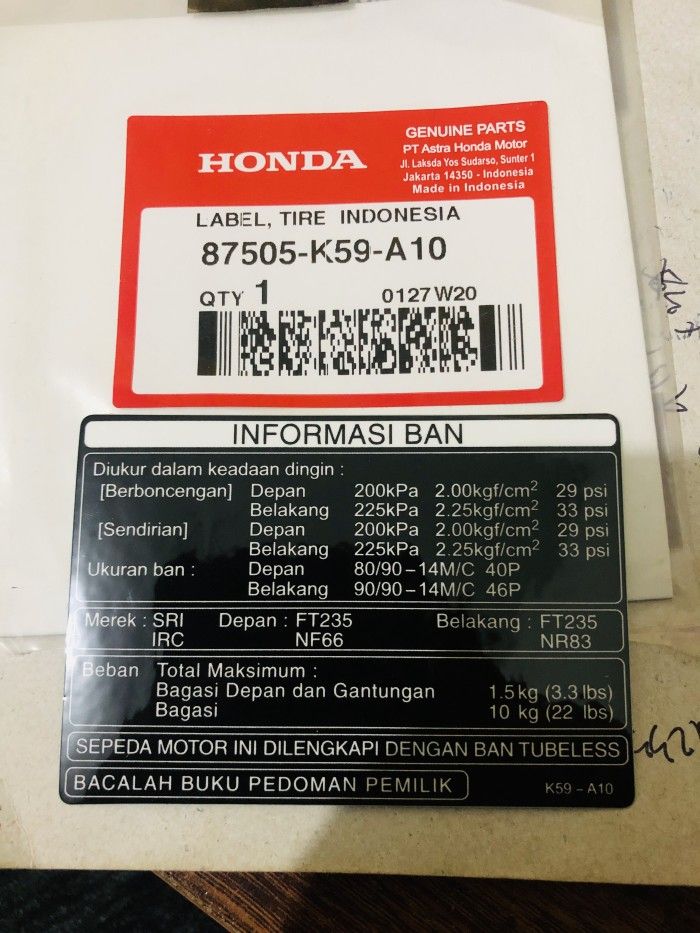 HONDA
GENUINE PARTS
PT Astra Honda Motor
Jl. Laksda Yos Sudarso, Sunter 1
Jakarta 14350 - Indonesia
Made in Indonesia
LABEL, TIRE INDONESIA
87505-K59-A10
QTY 1 0127 W20
INFORMASI BAN
Diukur dalam keadaan dingin :
[Berboncengan] Depan 200kPa 2.00kgf/cm² 29 psi
Belakang 225kPa 2.25kgf/cm² 33 psi
[Sendirian] Depan 200kPa 2.00kgf/cm² 29 psi
Belakang 225kPa 2.25kgf/cm² 33 psi
Ukuran ban : Depan 80/90-14M/C 40P
Belakang 90/90-14M/C 46P
Merek : SRI Depan : FT235 Belakang : FT235
IRC NF66 NR83
Beban Total Maksimum :
Bagasi Depan dan Gantungan 1.5kg (3.3 lbs)
Bagasi 10 kg (22 lbs)
SEPEDA MOTOR INI DILENGKAPI DENGAN BAN TUBELESS
BACALAH BUKU PEDOMAN PEMILIK K59 - A10